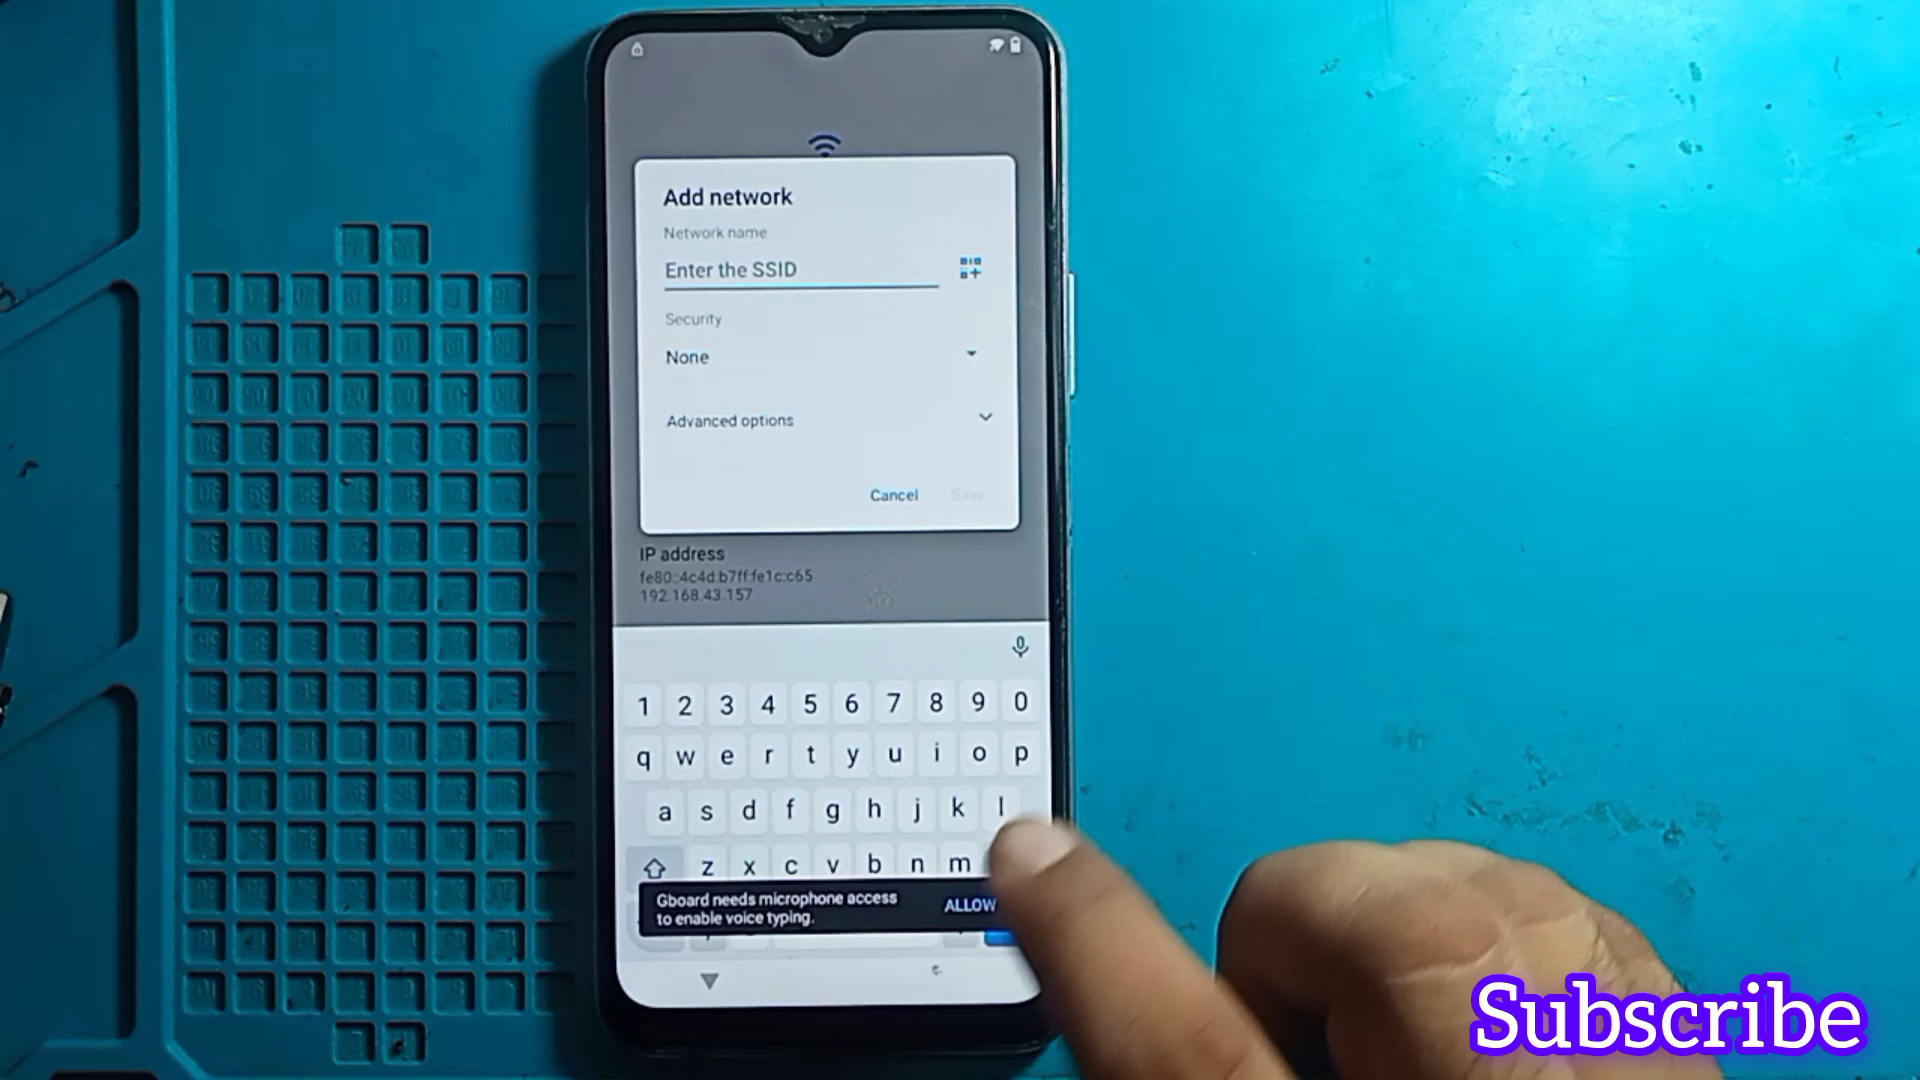 Add network
Network name
Enter the SSID
Security
None
Advanced options
Cancel Save
IP address
fe80::4c4d:b7ff:fe1c:c65
192.168.43.157
1 2 3 4 5 6 7 8 9 0
q w e r t y u i o p
a s d f g h j k l
z x c v b n m
Gboard needs microphone access
to enable voice typing.
ALLOW
Subscribe